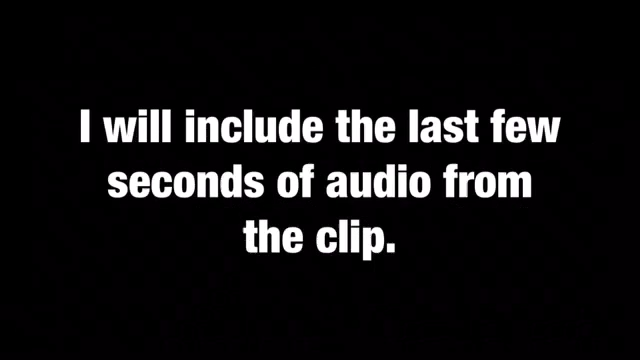 I will include the last few
seconds of audio from
the clip.